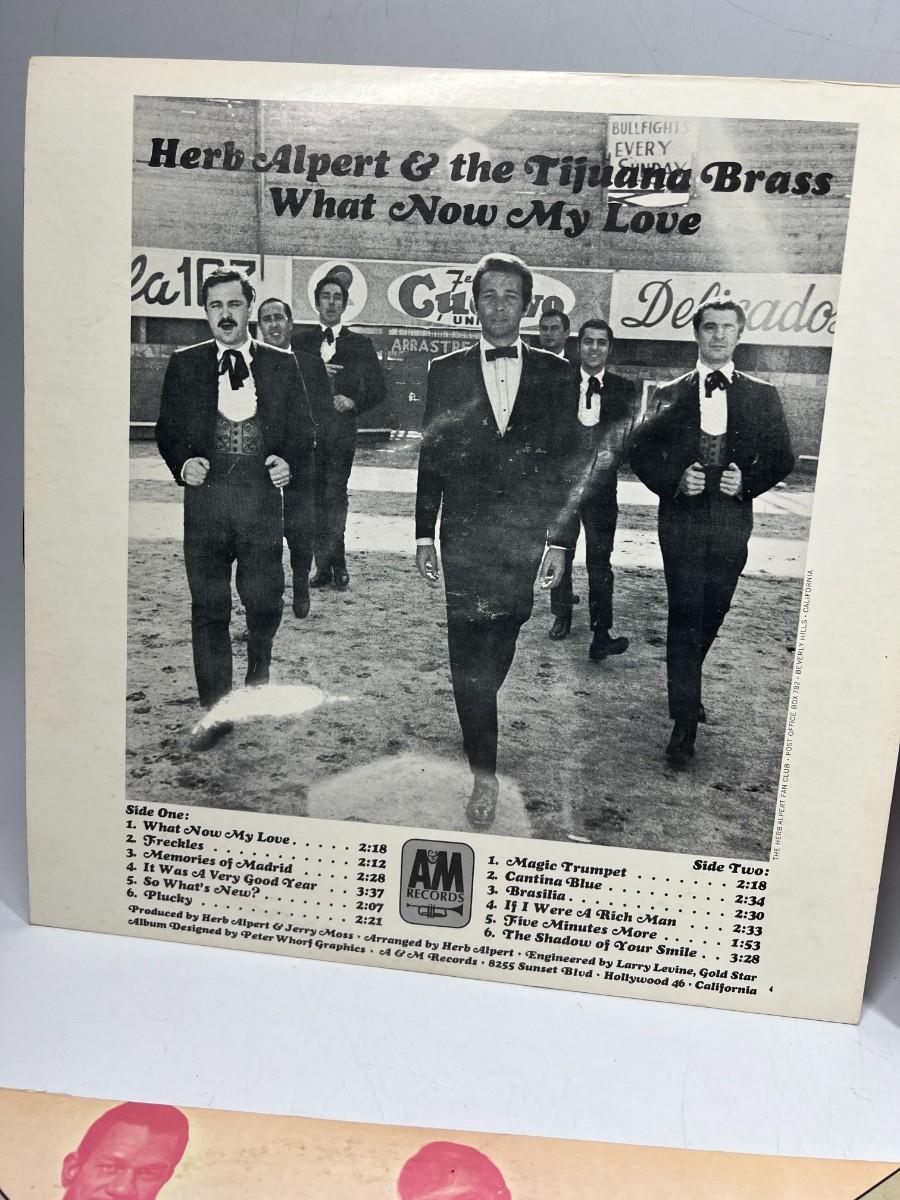 BULLFIGHTS
EVERY
SUNDAY
Herb Alpert & the Tijuana Brass
What Now My Love
la 107
Cuervo
Delicados
ARRASTRE
THE HERB ALPERT FAN CLUB • POST OFFICE BOX 782 • BEVERLY HILLS • CALIFORNIA
Side One:
1. What Now My Love . . . . . . 2:18
2. Freckles . . . . . . . . . . 2:12
3. Memories of Madrid . . . . . 2:28
4. It Was A Very Good Year . . 3:37
5. So What's New? . . . . . . . 2:07
6. Plucky . . . . . . . . . . . 2:21
A&M
RECORDS
Side Two:
1. Magic Trumpet . . . . . . . . 2:18
2. Cantina Blue . . . . . . . . 2:34
3. Brasilia . . . . . . . . . . 2:30
4. If I Were A Rich Man . . . . 2:33
5. Five Minutes More . . . . . . 1:53
6. The Shadow of Your Smile . . 3:28
Produced by Herb Alpert & Jerry Moss • Arranged by Herb Alpert • Engineered by Larry Levine, Gold Star
Album Designed by Peter Whorf Graphics • A & M Records • 8255 Sunset Blvd • Hollywood 46 • California